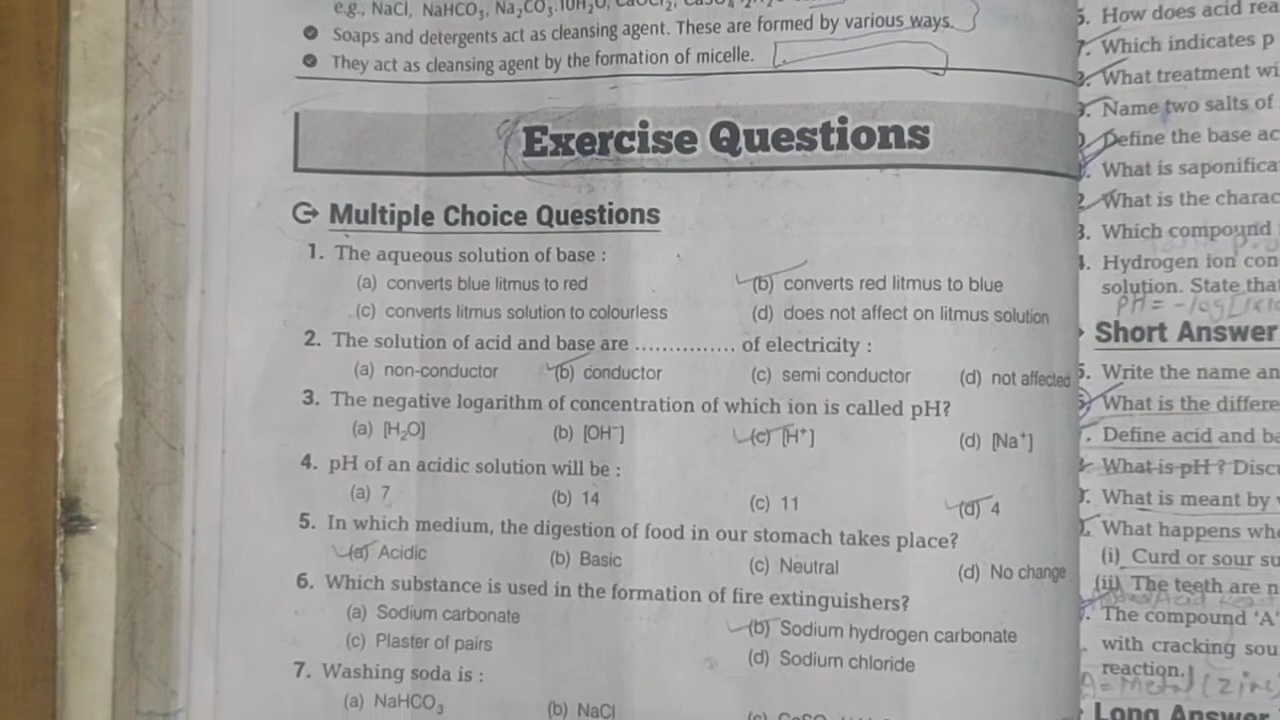 e.g., NaCl, NaHCO₃, Na₂CO₃.10H₂O,
Soaps and detergents act as cleansing agent. These are formed by various ways.
They act as cleansing agent by the formation of micelle.
Exercise Questions
Multiple Choice Questions
1. The aqueous solution of base :
(a) converts blue litmus to red (b) converts red litmus to blue
(c) converts litmus solution to colourless (d) does not affect on litmus solution
2. The solution of acid and base are ............... of electricity :
(a) non-conductor (b) conductor (c) semi conductor (d) not affected
3. The negative logarithm of concentration of which ion is called pH?
(a) [H₂O] (b) [OH⁻] (c) [H⁺] (d) [Na⁺]
4. pH of an acidic solution will be :
(a) 7 (b) 14 (c) 11 (d) 4
5. In which medium, the digestion of food in our stomach takes place?
(a) Acidic (b) Basic (c) Neutral (d) No change
6. Which substance is used in the formation of fire extinguishers?
(a) Sodium carbonate (b) Sodium hydrogen carbonate
(c) Plaster of pairs (d) Sodium chloride
7. Washing soda is :
(a) NaHCO₃ (b) NaCl
How does acid rea
Which indicates p
What treatment wi
Name two salts of
Define the base ac
What is saponifica
What is the charac
Which compound
Hydrogen ion con
solution. State that
pH = -log
Short Answer
Write the name an
What is the differe
Define acid and ba
What is pH ? Discu
What is meant by
What happens whe
(i) Curd or sour su
(ii) The teeth are n
The compound 'A'
with cracking sou
reaction.
A = Metal (Zinc
Long Answer